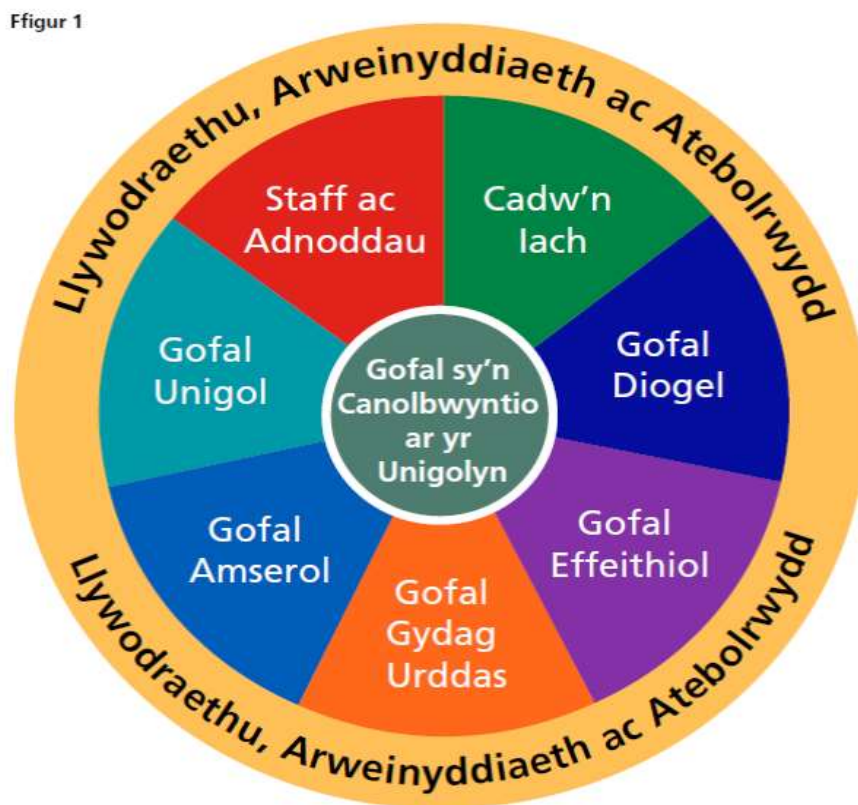 Ffigur 1
Llywodraethu, Arweinyddiaeth ac Atebolrwydd
Staff ac
Adnoddau
Cadw'n
Iach
Gofal
Unigol
Gofal
Diogel
Gofal sy'n
Canolbwyntio
ar yr
Unigolyn
Gofal
Amserol
Gofal
Effeithiol
Gofal
Gydag
Urddas
Llywodraethu, Arweinyddiaeth ac Atebolrwydd